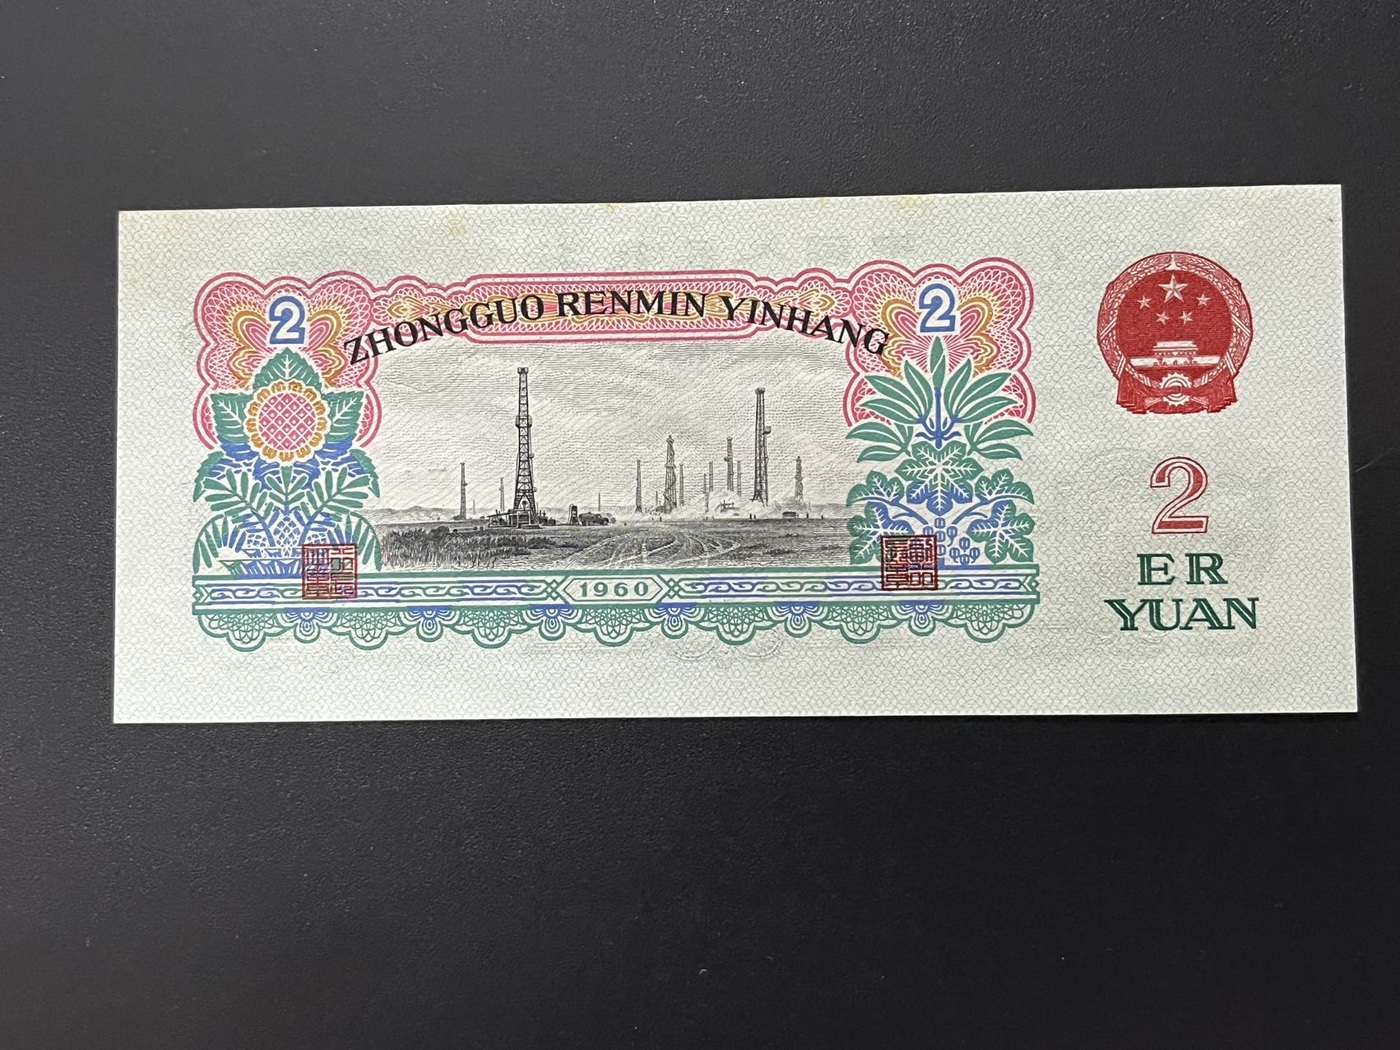 2
ZHONGGUO RENMIN YINHANG
2
1960
2
ER
YUAN